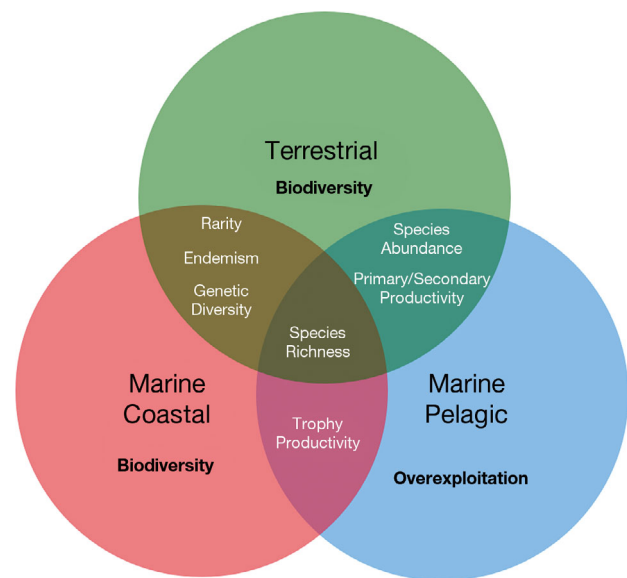 Terrestrial
Biodiversity
Rarity
Endemism
Genetic
Diversity
Species
Abundance
Primary/Secondary
Productivity
Species
Richness
Marine
Coastal
Biodiversity
Trophy
Productivity
Marine
Pelagic
Overexploitation